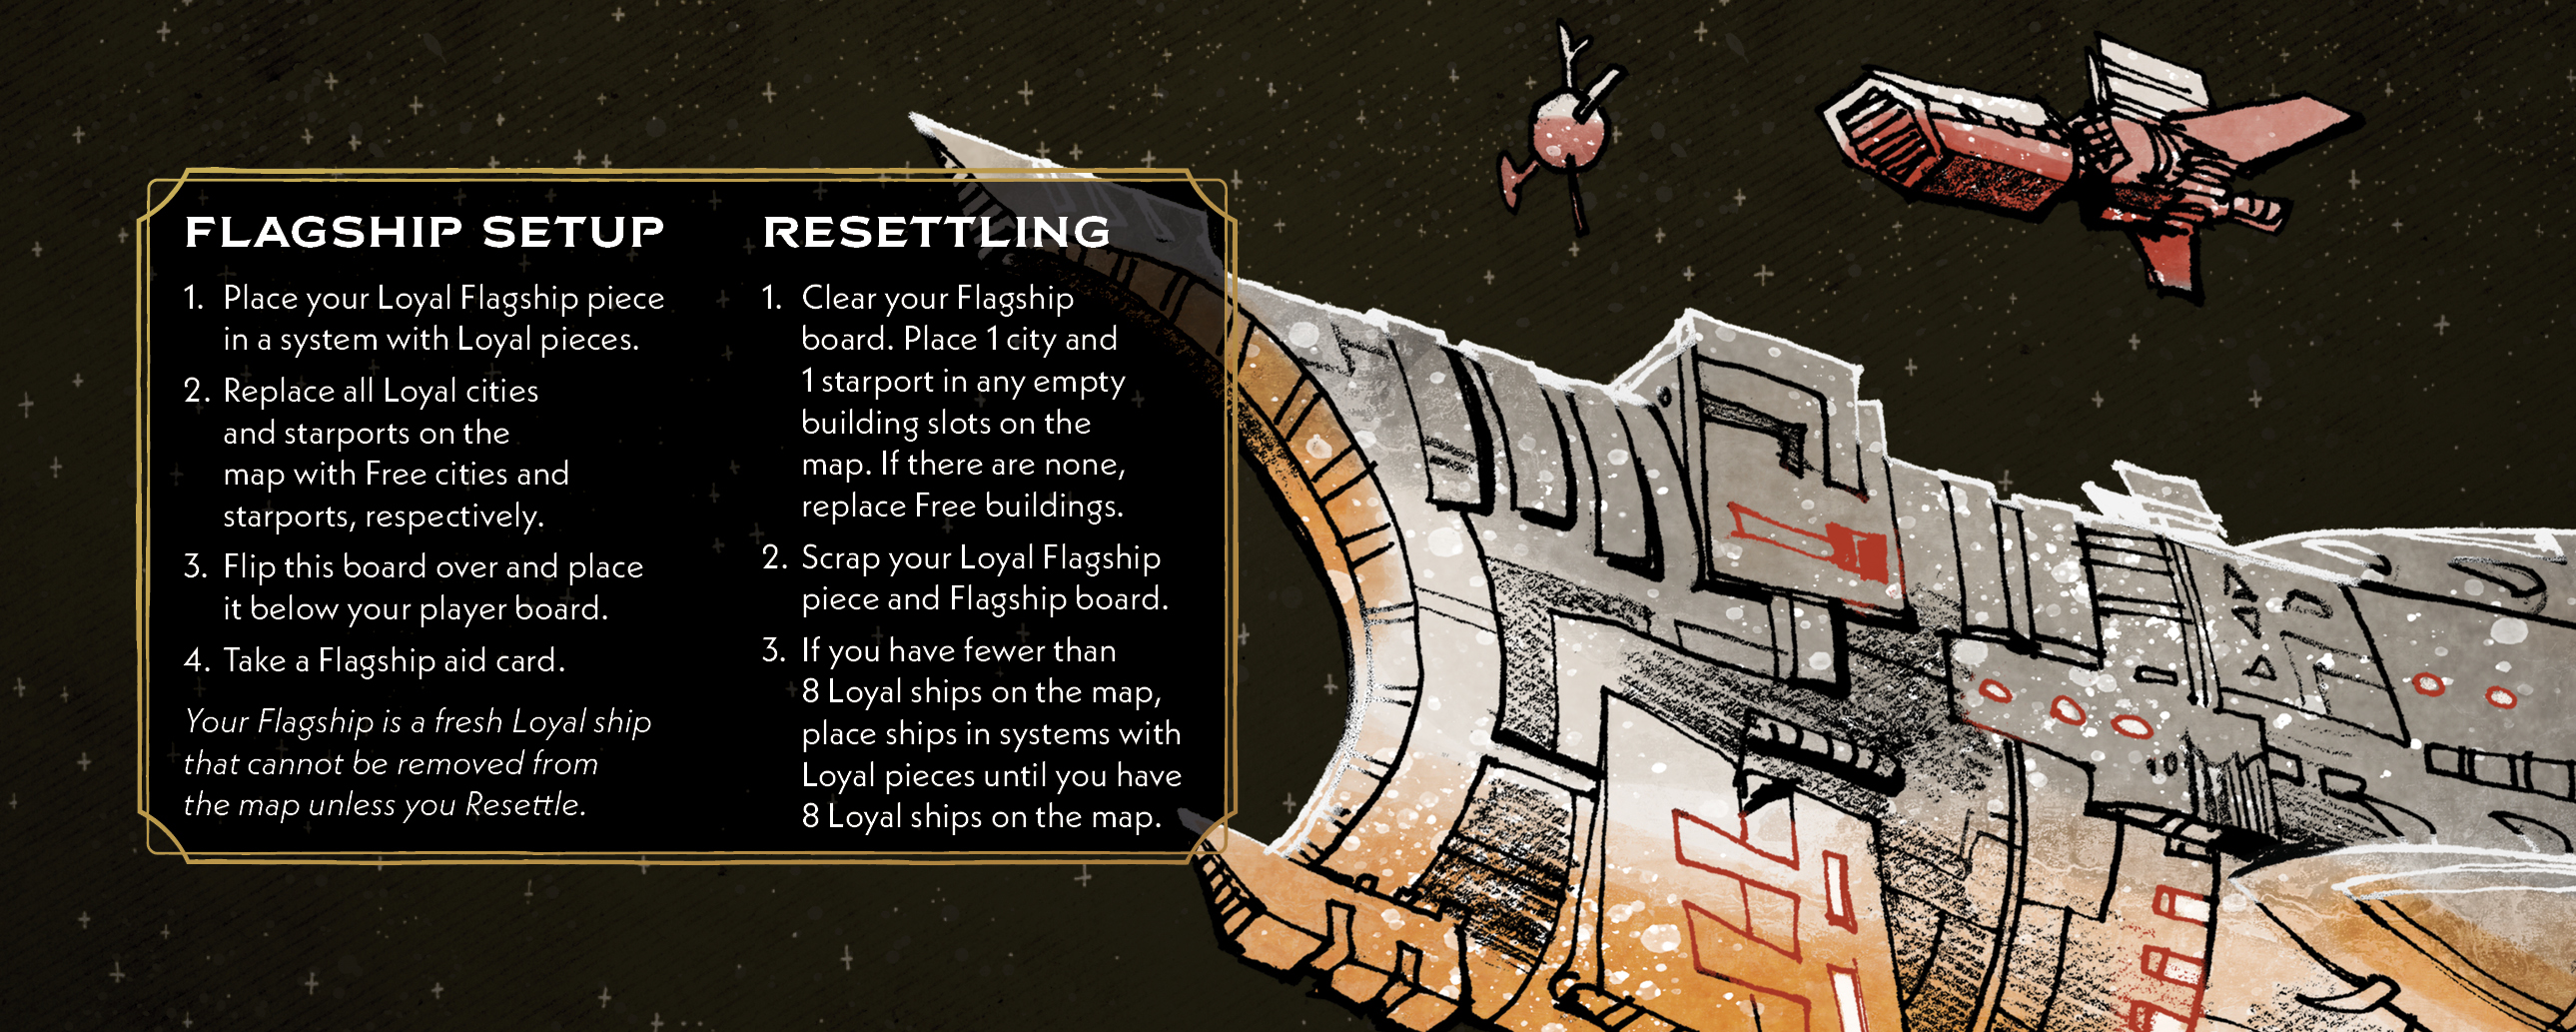 FLAGSHIP SETUP
1. Place your Loyal Flagship piece
in a system with Loyal pieces.
2. Replace all Loyal cities
and starports on the
map with Free cities and
starports, respectively.
3. Flip this board over and place
it below your player board.
4. Take a Flagship aid card.
Your Flagship is a fresh Loyal ship
that cannot be removed from
the map unless you Resettle.
RESETTLING
1. Clear your Flagship
board. Place 1 city and
1 starport in any empty
building slots on the
map. If there are none,
replace Free buildings.
2. Scrap your Loyal Flagship
piece and Flagship board.
3. If you have fewer than
8 Loyal ships on the map,
place ships in systems with
Loyal pieces until you have
8 Loyal ships on the map.